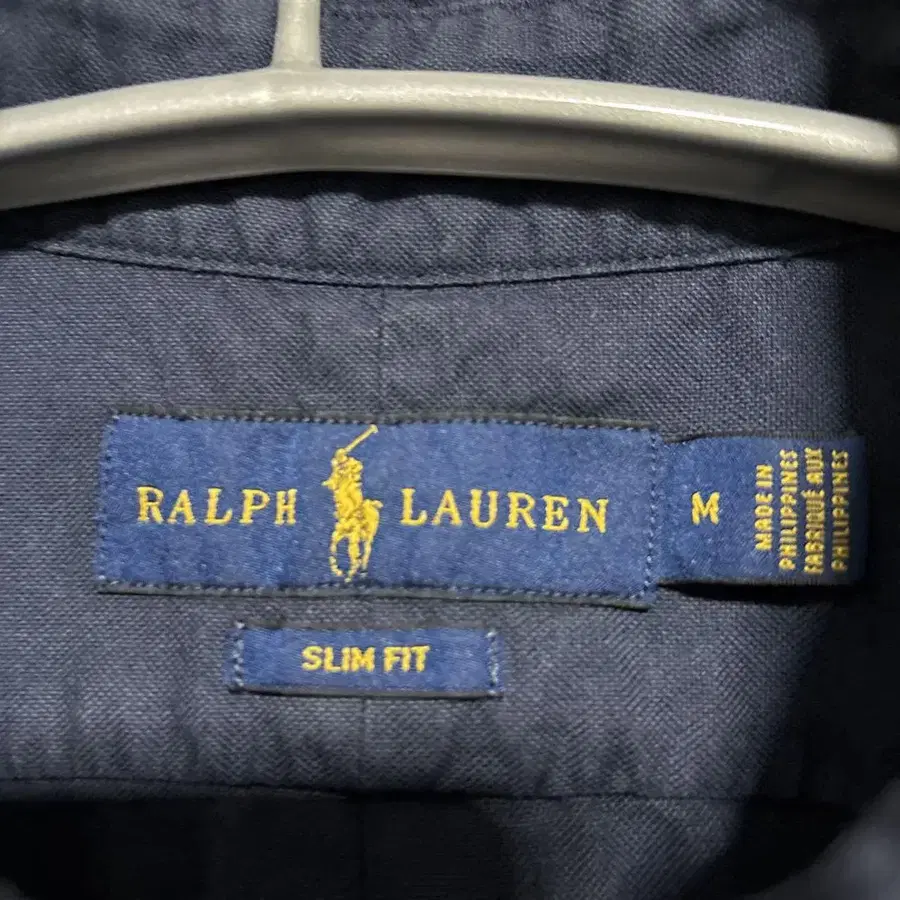 RALPH LAUREN
M
MADE IN
PHILIPPINES
FABRIQUÉ AUX
PHILIPPINES
SLIM FIT